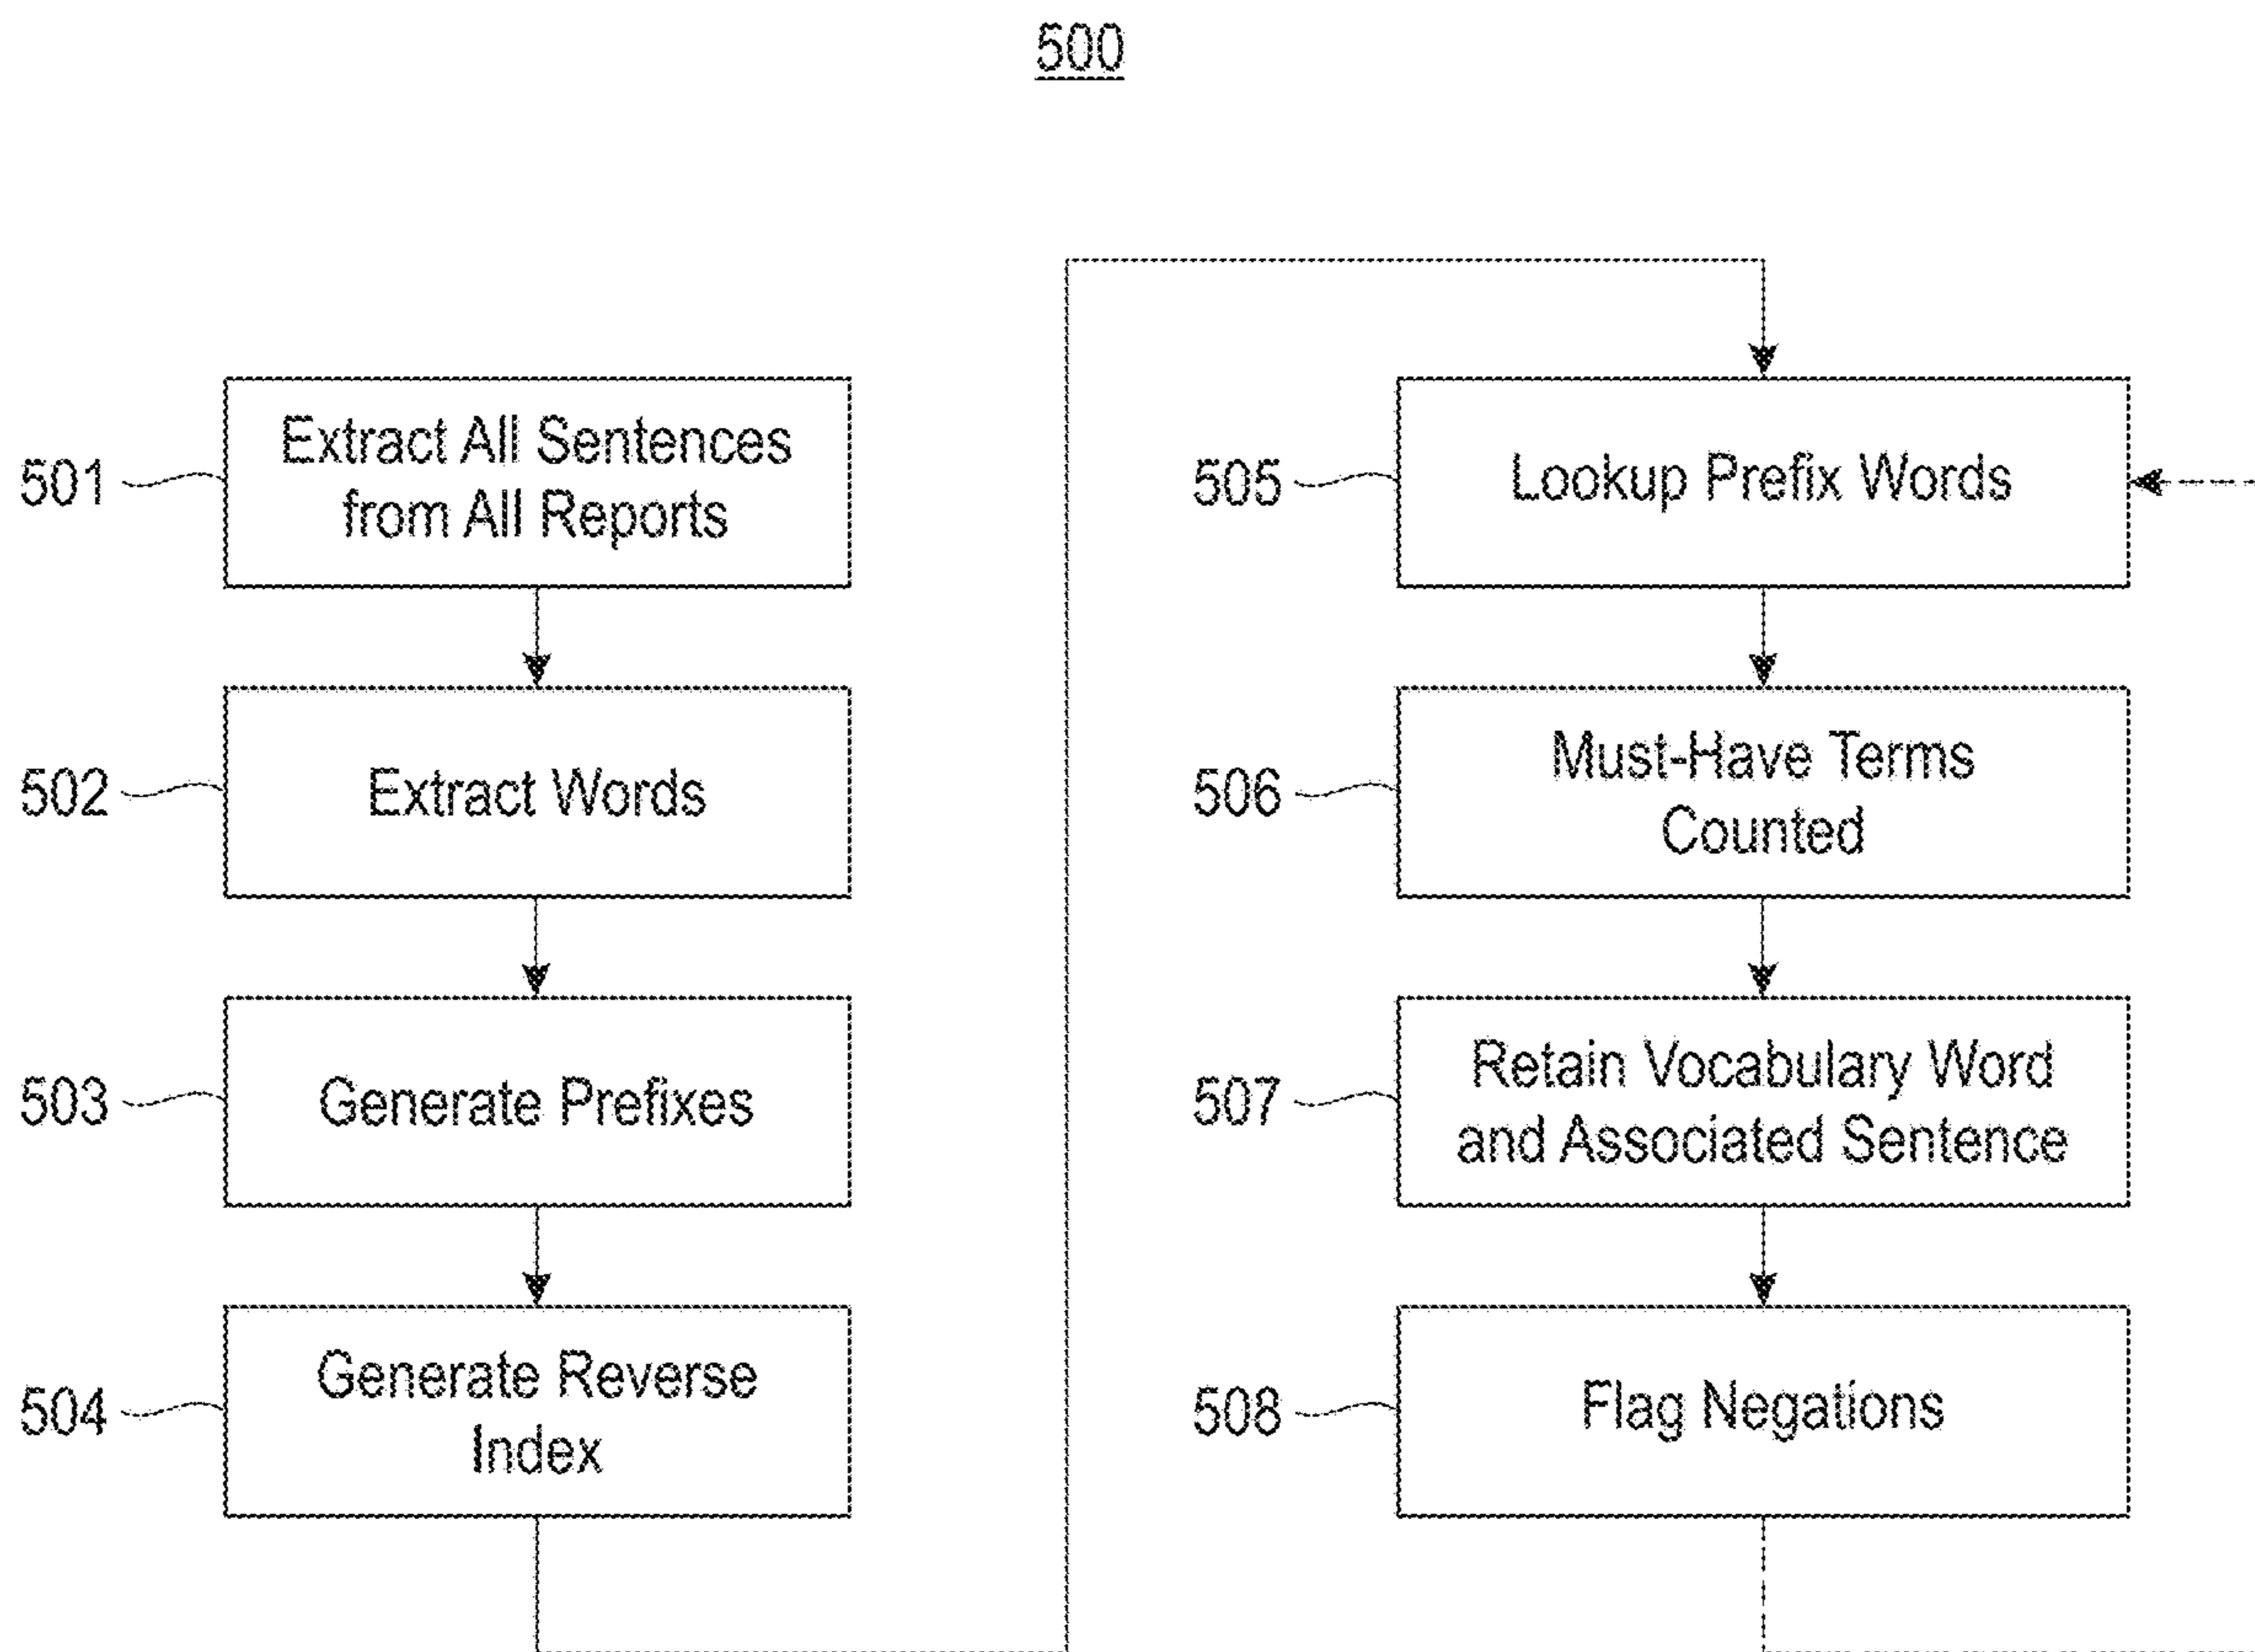 500
501
Extract All Sentences
from All Reports
502
Extract Words
503
Generate Prefixes
504
Generate Reverse
Index
505
Lookup Prefix Words
506
Must-Have Terms
Counted
507
Retain Vocabulary Word
and Associated Sentence
508
Flag Negations